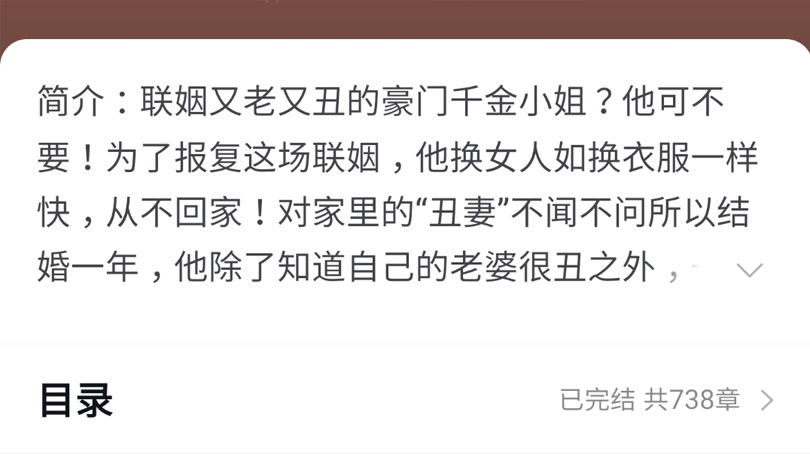 简介：联姻又老又丑的豪门千金小姐？他可不
要！为了报复这场联姻，他换女人如换衣服一样
快，从不回家！对家里的“丑妻”不闻不问所以结
婚一年，他除了知道自己的老婆很丑之外，
目录
已完结 共738章